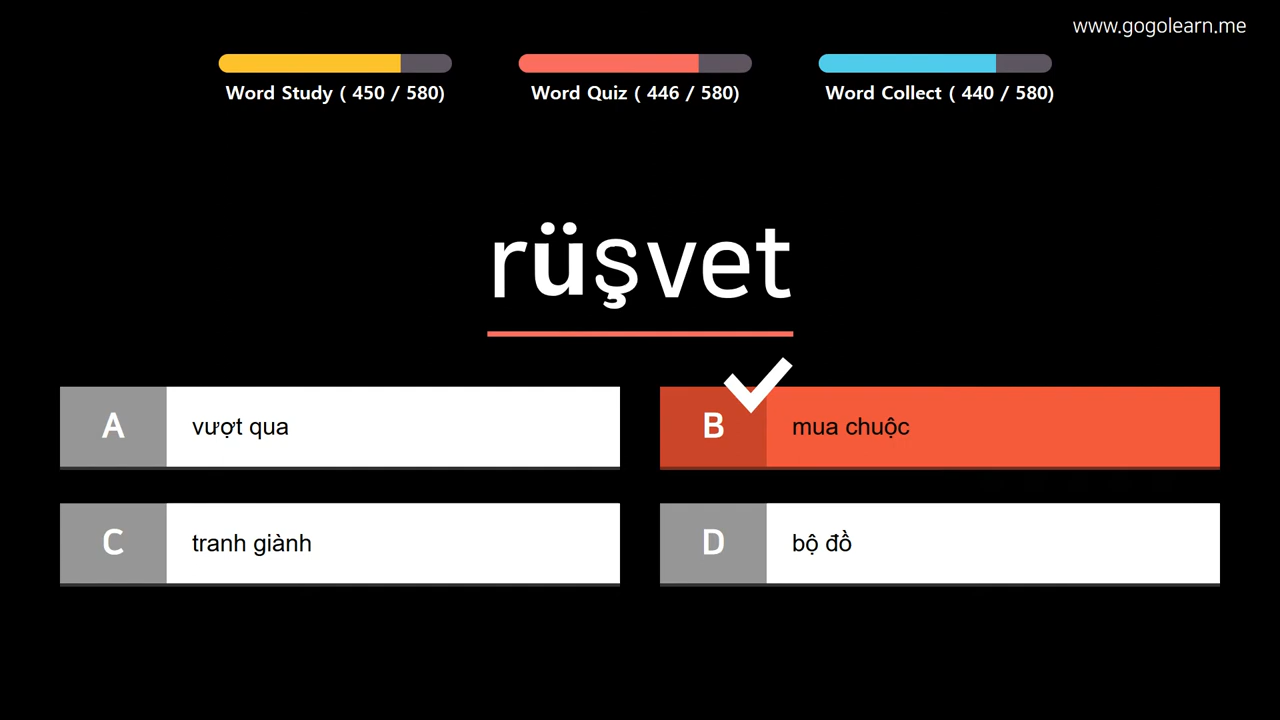 www.gogolearn.me
Word Study ( 450 / 580)
Word Quiz ( 446 / 580)
Word Collect ( 440 / 580)
rüşvet
A vượt qua
B mua chuộc
C tranh giành
D bộ đồ